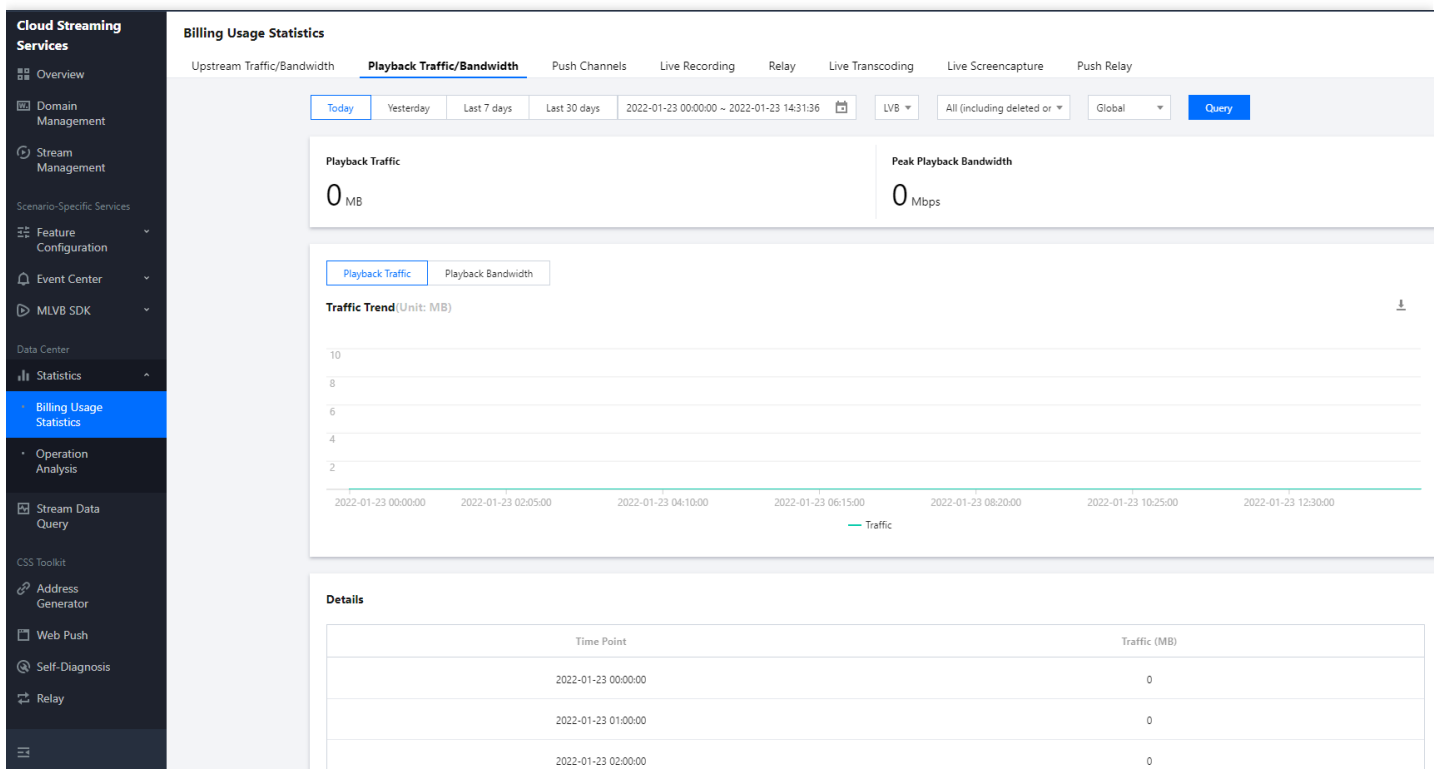 Cloud Streaming
Services
Overview
Domain
Management
Stream
Management
Scenario-Specific Services
Feature
Configuration
Event Center
MLVB SDK
Data Center
Statistics
Billing Usage
Statistics
Operation
Analysis
Stream Data
Query
CSS Toolkit
Address
Generator
Web Push
Self-Diagnosis
Relay
Billing Usage Statistics
Upstream Traffic/Bandwidth Playback Traffic/Bandwidth Push Channels Live Recording Relay Live Transcoding Live Screencapture Push Relay
Today Yesterday Last 7 days Last 30 days 2022-01-23 00:00:00 ~ 2022-01-23 14:31:36 LVB All (including deleted or Global Query
Playback Traffic Peak Playback Bandwidth
0 MB 0 Mbps
Playback Traffic Playback Bandwidth
Traffic Trend(Unit: MB)
10
8
6
4
2
2022-01-23 00:00:00 2022-01-23 02:05:00 2022-01-23 04:10:00 2022-01-23 06:15:00 2022-01-23 08:20:00 2022-01-23 10:25:00 2022-01-23 12:30:00
Traffic
Details
Time Point Traffic (MB)
2022-01-23 00:00:00 0
2022-01-23 01:00:00 0
2022-01-23 02:00:00 0